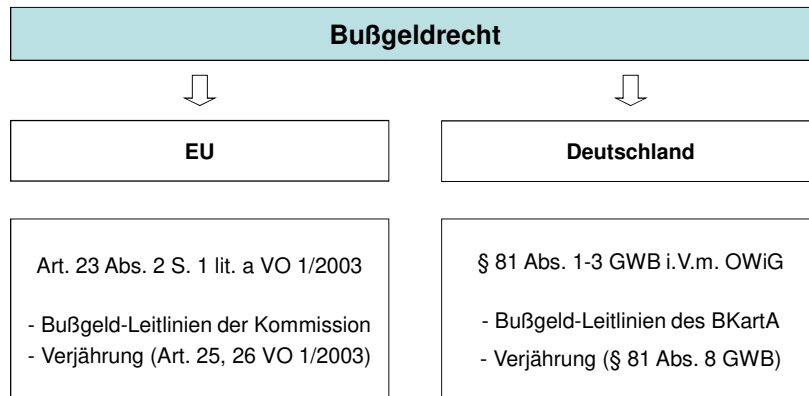 Bußgeldrecht
EU
Deutschland
Art. 23 Abs. 2 S. 1 lit. a VO 1/2003
- Bußgeld-Leitlinien der Kommission
- Verjährung (Art. 25, 26 VO 1/2003)
§ 81 Abs. 1-3 GWB i.V.m. OWiG
- Bußgeld-Leitlinien des BKartA
- Verjährung (§ 81 Abs. 8 GWB)